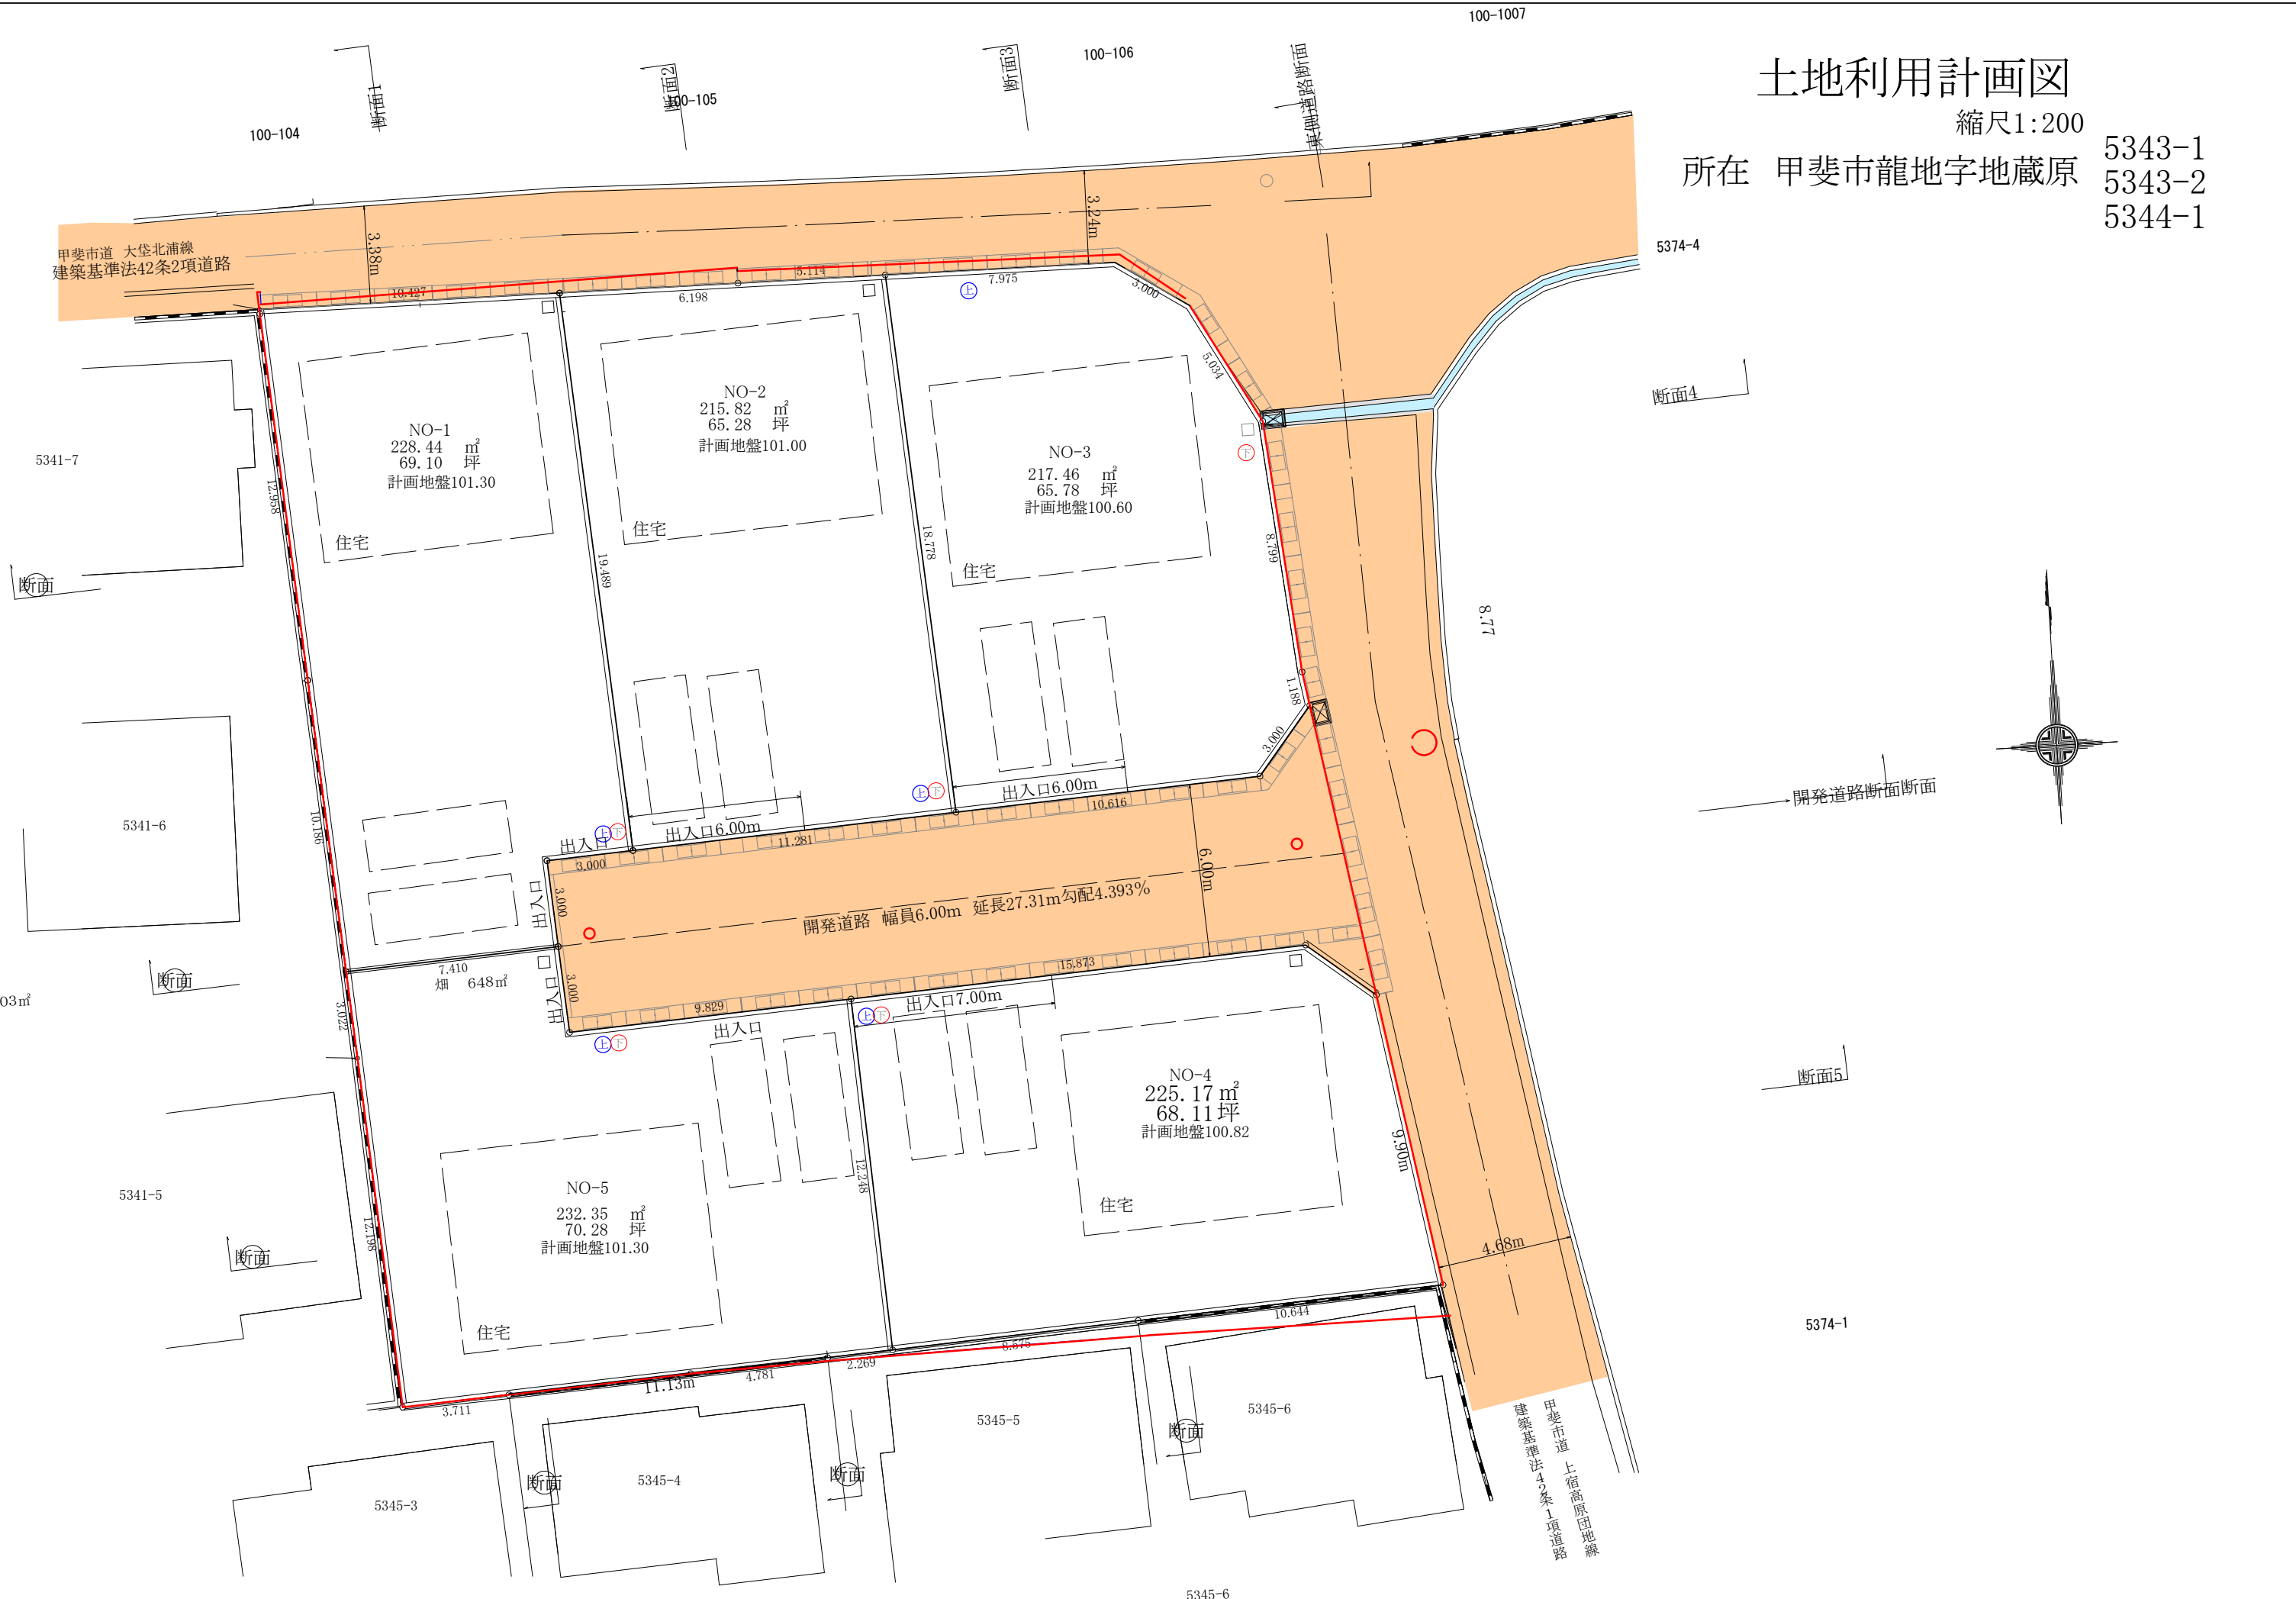 土地利用計画図
縮尺1:200
所在 甲斐市龍地字地蔵原
5343-1
5343-2
5344-1
100-1007
100-106
100-105
100-104
断面1
断面2
断面3
東側道路断面
5374-4
甲斐市道 大垈北浦線
建築基準法42条2項道路
3.38m
3.24m
10.427
5.114
6.198
7.975
3.000
5.034
上
下
断面4
NO-1
228.44 ㎡
69.10 坪
計画地盤101.30
住宅
NO-2
215.82 ㎡
65.28 坪
計画地盤101.00
住宅
NO-3
217.46 ㎡
65.78 坪
計画地盤100.60
住宅
5341-7
12.958
19.489
18.778
8.799
8.77
断面
1.188
3.000
5341-6
10.186
出入口
上下
出入口6.00m
上下
出入口6.00m
3.000
11.281
10.616
6.00m
出入口
3.000
開発道路 幅員6.00m 延長27.31m勾配4.393%
開発道路断面断面
断面
7.410
畑 648㎡
03㎡
3.022
出入口
3.000
9.829
15.873
上下
出入口
上下
出入口7.00m
断面5
NO-4
225.17㎡
68.11坪
計画地盤100.82
住宅
9.90m
12.248
5341-5
12.198
NO-5
232.35 ㎡
70.28 坪
計画地盤101.30
住宅
断面
4.68m
5374-1
10.644
8.575
2.269
4.781
11.13m
3.711
5345-3
断面
5345-4
断面
5345-5
断面
5345-6
5345-6
甲斐市道 上宿高原団地線
建築基準法42条1項道路